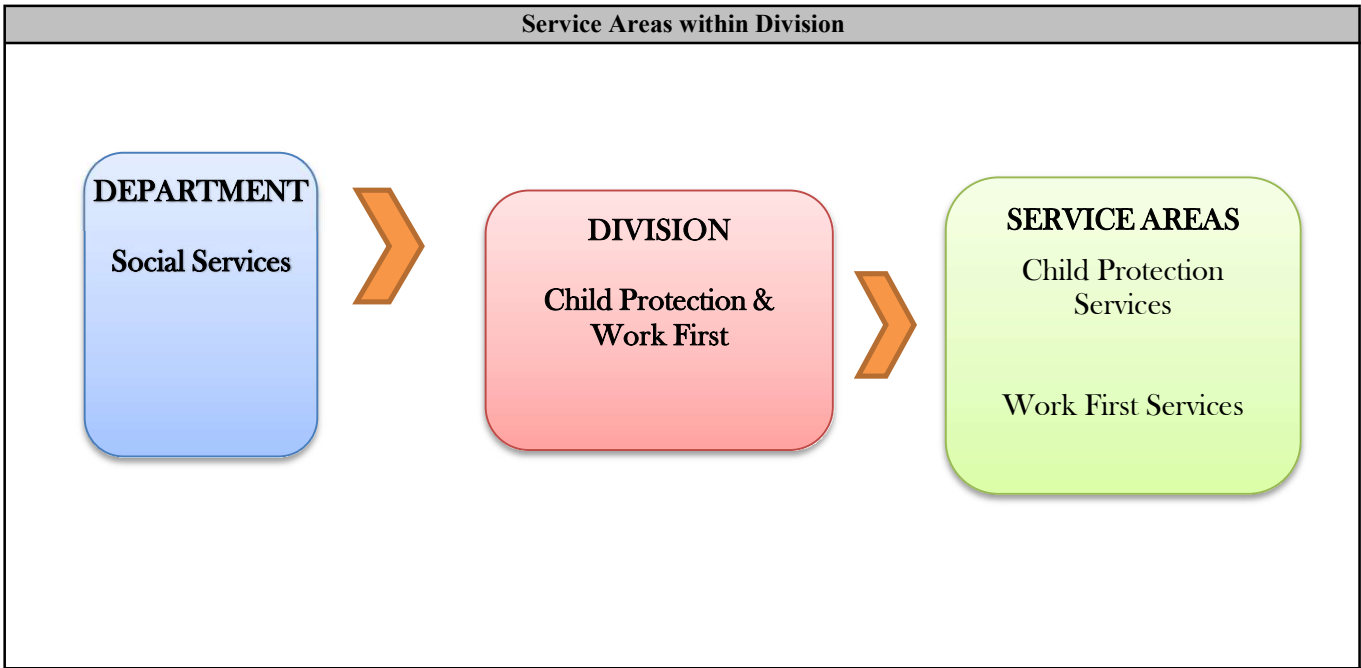 Service Areas within Division
DEPARTMENT
Social Services
DIVISION
Child Protection &
Work First
SERVICE AREAS
Child Protection
Services
Work First Services